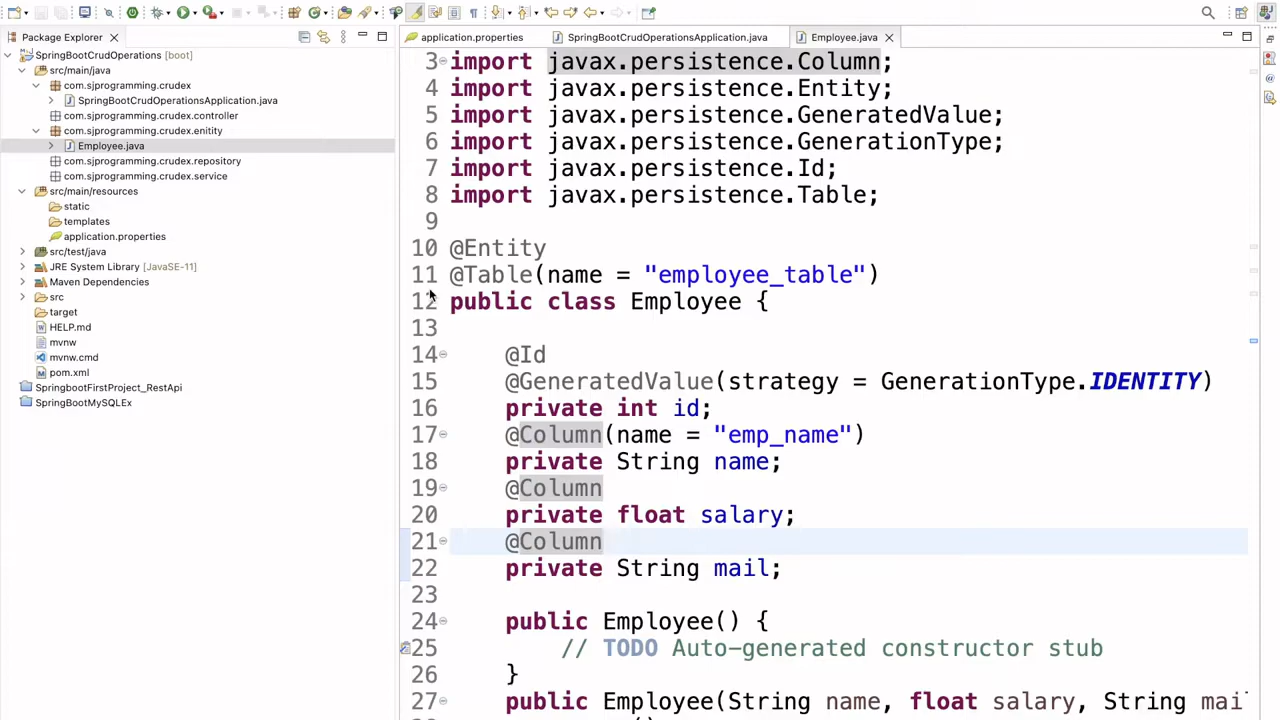 Package Explorer
SpringBootCrudOperations [boot]
src/main/java
com.sjprogramming.crudex
SpringBootCrudOperationsApplication.java
com.sjprogramming.crudex.controller
com.sjprogramming.crudex.enitity
Employee.java
com.sjprogramming.crudex.repository
com.sjprogramming.crudex.service
src/main/resources
static
templates
application.properties
src/test/java
JRE System Library [JavaSE-11]
Maven Dependencies
src
target
HELP.md
mvnw
mvnw.cmd
pom.xml
SpringbootFirstProject_RestApi
SpringBootMySQLEx
application.properties
SpringBootCrudOperationsApplication.java
Employee.java
3 import javax.persistence.Column;
4 import javax.persistence.Entity;
5 import javax.persistence.GeneratedValue;
6 import javax.persistence.GenerationType;
7 import javax.persistence.Id;
8 import javax.persistence.Table;
9
10 @Entity
11 @Table(name = "employee_table")
12 public class Employee {
13
14 @Id
15 @GeneratedValue(strategy = GenerationType.IDENTITY)
16 private int id;
17 @Column(name = "emp_name")
18 private String name;
19 @Column
20 private float salary;
21 @Column
22 private String mail;
23
24 public Employee() {
25 // TODO Auto-generated constructor stub
26 }
27 public Employee(String name, float salary, String mai